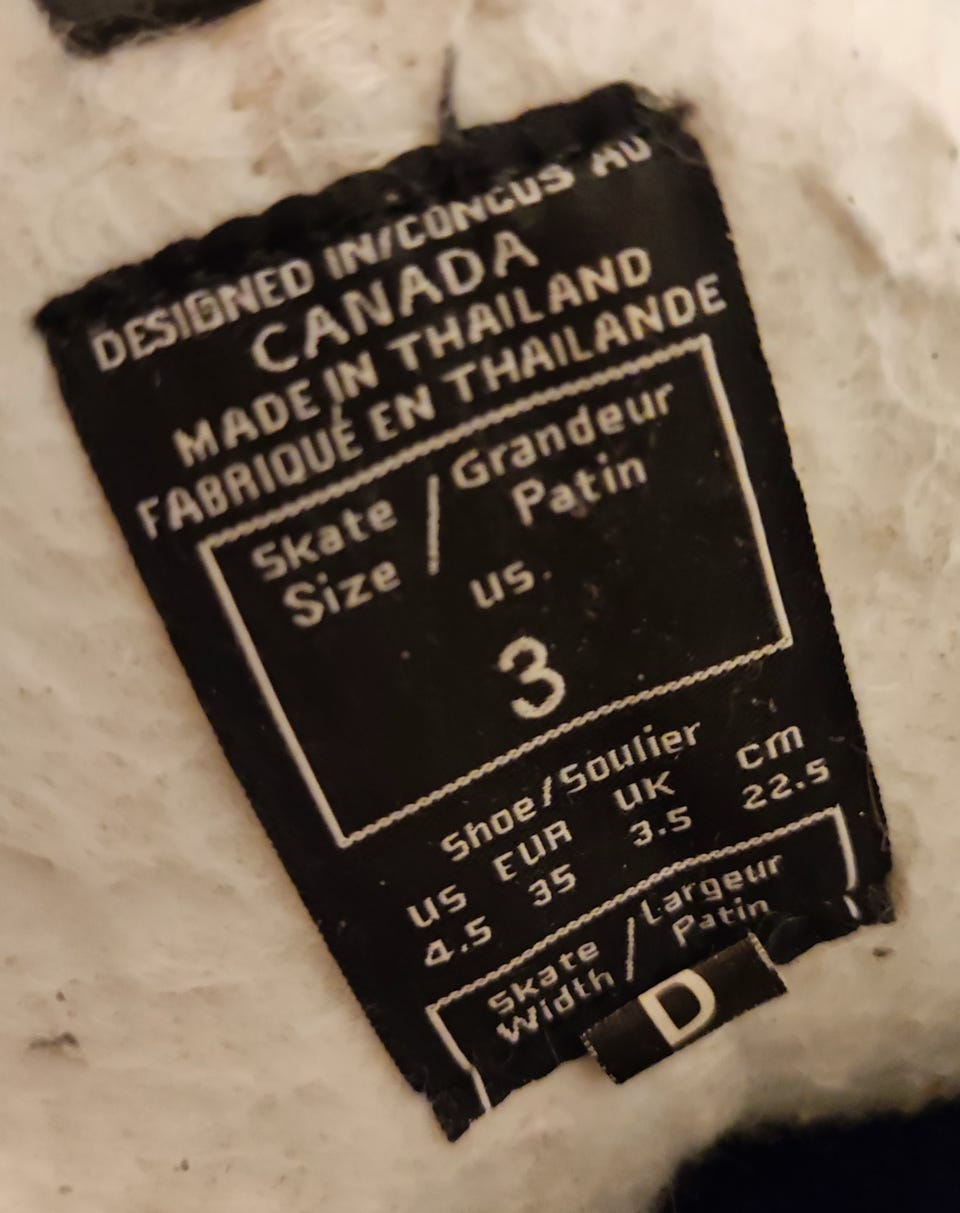 DESIGNED IN/CONCUS AU
CANADA
MADE IN THAILAND
FABRIQUÉ EN THAILANDE
Skate / Grandeur
Size Patin
US
3
Shoe/Soulier
US EUR UK cm
4.5 35 3.5 22.5
Skate / Largeur
Width Patin
D